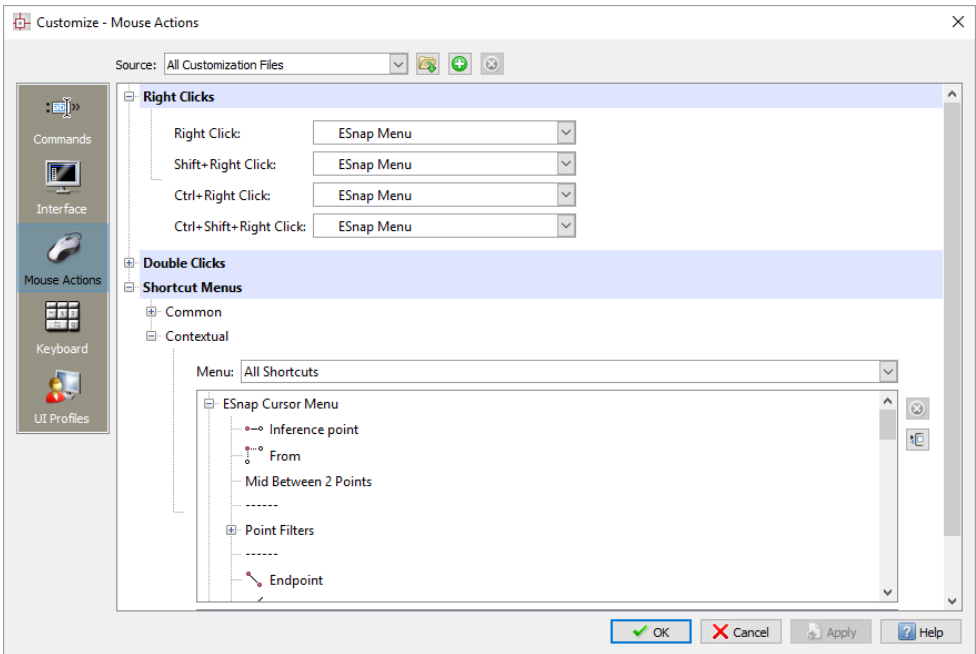 Customize - Mouse Actions
Source: All Customization Files
Commands
Interface
Mouse Actions
Keyboard
UI Profiles
Right Clicks
Right Click: ESnap Menu
Shift+Right Click: ESnap Menu
Ctrl+Right Click: ESnap Menu
Ctrl+Shift+Right Click: ESnap Menu
Double Clicks
Shortcut Menus
Common
Contextual
Menu: All Shortcuts
ESnap Cursor Menu
Inference point
From
Mid Between 2 Points
------
Point Filters
------
Endpoint
OK Cancel Apply Help